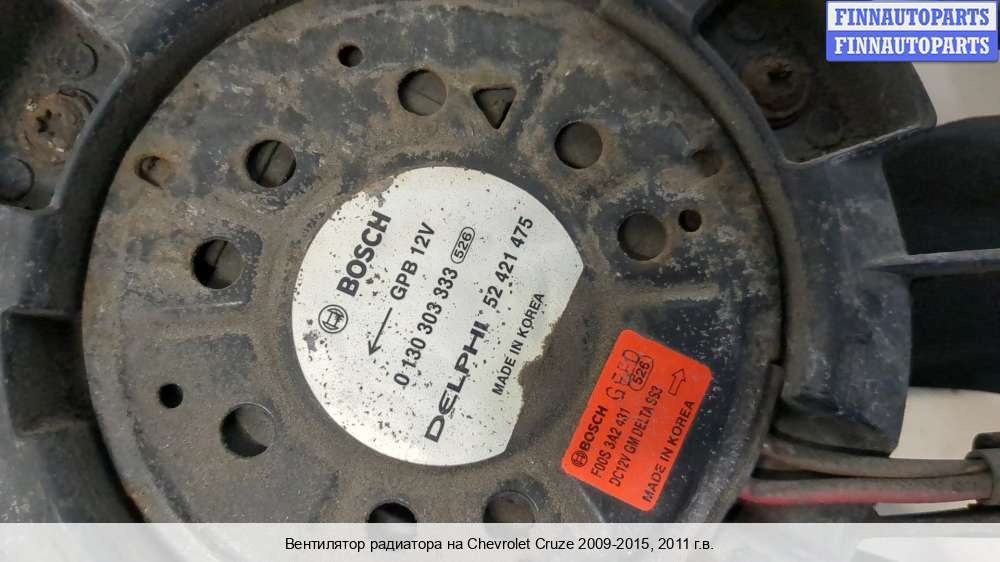 FINNAUTOPARTS
FINNAUTOPARTS
BOSCH
GPB 12V
0 130 303 333 526
DELPHI 52 421 475
MADE IN KOREA
BOSCH
F00S 3A2 431 526
DC12V GM DELTA SS3
MADE IN KOREA
Вентилятор радиатора на Chevrolet Cruze 2009-2015, 2011 г.в.